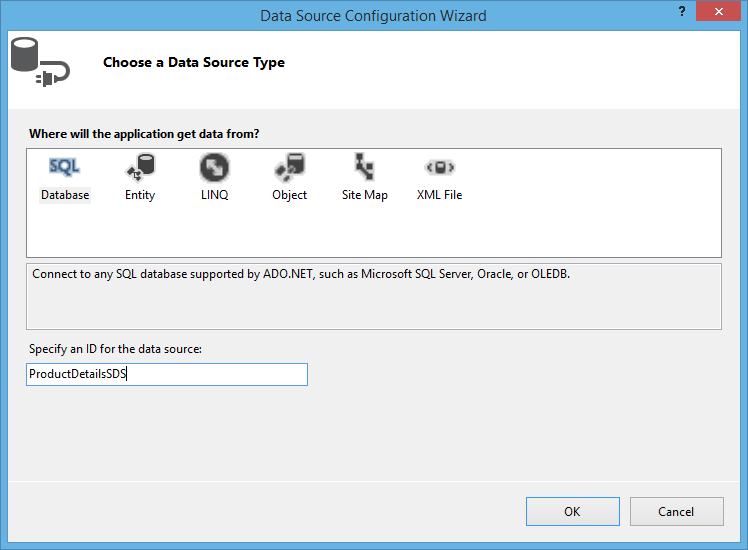 Data Source Configuration Wizard
?
Choose a Data Source Type
Where will the application get data from?
SQL
Database
Entity
LINQ
Object
Site Map
XML File
Connect to any SQL database supported by ADO.NET, such as Microsoft SQL Server, Oracle, or OLEDB.
Specify an ID for the data source:
ProductDetailsSDS
OK
Cancel